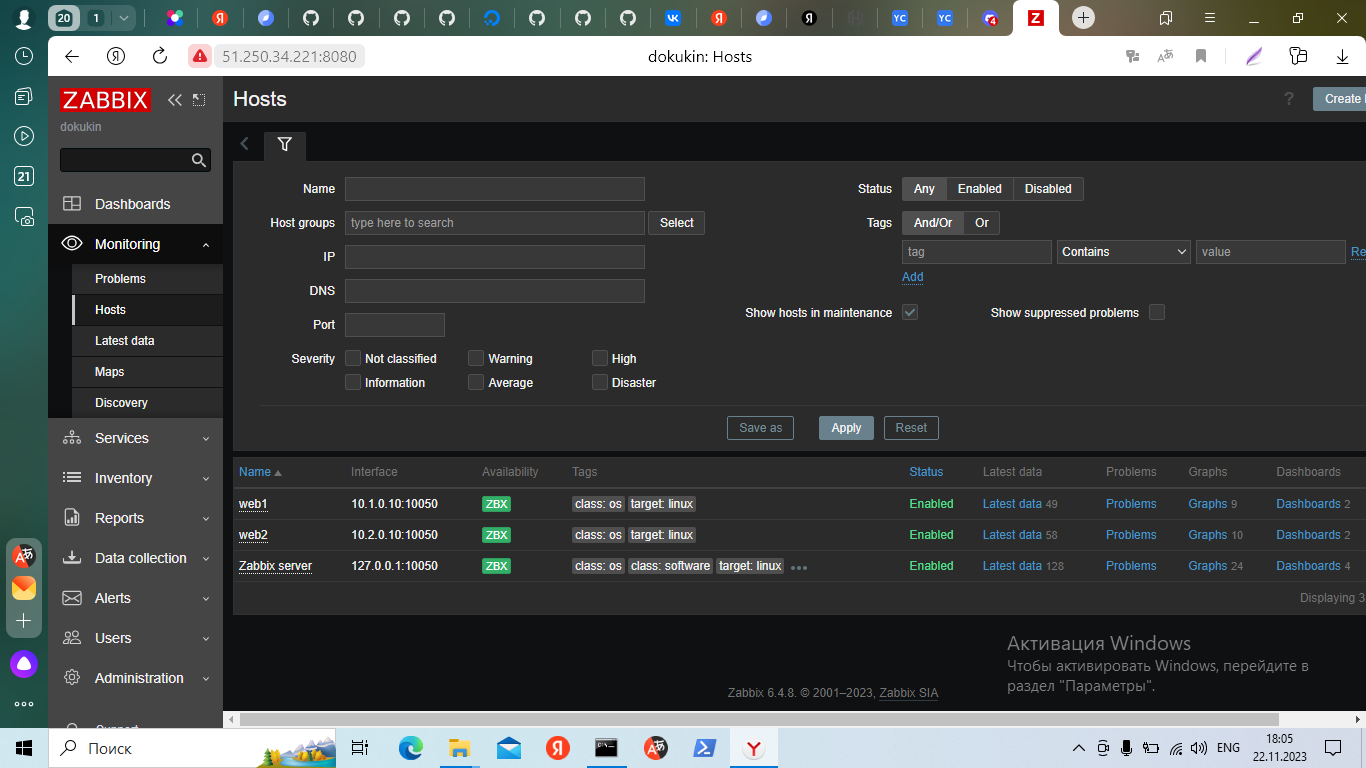 20 1 Я YC YC 4 Z
Я 51.250.34.221:8080 dokukin: Hosts
ZABBIX
dokukin
Hosts
? Create
21
Dashboards
Monitoring
Problems
Hosts
Latest data
Maps
Discovery
Services
Inventory
Reports
Data collection
Alerts
Users
Administration
Name
Status Any Enabled Disabled
Host groups type here to search Select
Tags And/Or Or
IP
tag Contains value Re
Add
DNS
Port
Show hosts in maintenance Show suppressed problems
Severity Not classified Warning High
Information Average Disaster
Save as Apply Reset
Name Interface Availability Tags Status Latest data Problems Graphs Dashboards
web1 10.1.0.10:10050 ZBX class: os target: linux Enabled Latest data 49 Problems Graphs 9 Dashboards 2
web2 10.2.0.10:10050 ZBX class: os target: linux Enabled Latest data 58 Problems Graphs 10 Dashboards 2
Zabbix server 127.0.0.1:10050 ZBX class: os class: software target: linux ••• Enabled Latest data 128 Problems Graphs 24 Dashboards 4
Displaying 3
Активация Windows
Чтобы активировать Windows, перейдите в
раздел "Параметры".
Zabbix 6.4.8. © 2001–2023, Zabbix SIA
Поиск
ENG
18:05
22.11.2023